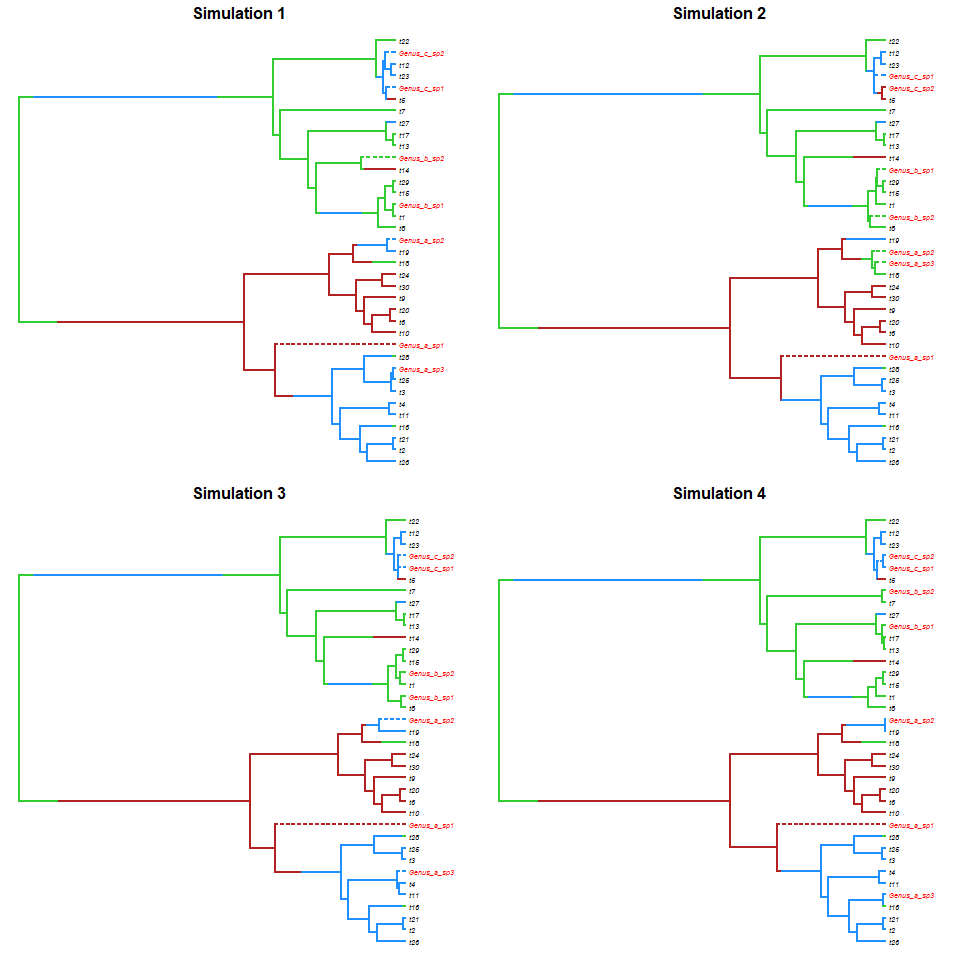 Simulation 1
t22
Genus_c_sp2
t12
t23
Genus_c_sp1
t5
t7
t27
t17
t13
Genus_b_sp2
t14
t29
t15
Genus_b_sp1
t1
t8
Genus_a_sp2
t19
t18
t24
t30
t9
t20
t6
t10
Genus_a_sp1
t28
Genus_a_sp3
t25
t3
t4
t11
t16
t21
t2
t26
Simulation 2
t22
t12
t23
Genus_c_sp1
Genus_c_sp2
t5
t7
t27
t17
t13
t14
Genus_b_sp1
t29
t15
t1
Genus_b_sp2
t8
t19
Genus_a_sp2
Genus_a_sp3
t18
t24
t30
t9
t20
t6
t10
Genus_a_sp1
t28
t25
t3
t4
t11
t16
t21
t2
t26
Simulation 3
t22
t12
t23
Genus_c_sp2
Genus_c_sp1
t5
t7
t27
t17
t13
t14
t29
t15
Genus_b_sp2
t1
Genus_b_sp1
t8
Genus_a_sp2
t19
t18
t24
t30
t9
t20
t6
t10
Genus_a_sp1
t28
t25
t3
Genus_a_sp3
t4
t11
t16
t21
t2
t26
Simulation 4
t22
t12
t23
Genus_c_sp2
Genus_c_sp1
t5
Genus_b_sp2
t7
t27
Genus_b_sp1
t17
t13
t14
t29
t15
t1
t8
Genus_a_sp2
t19
t18
t24
t30
t9
t20
t6
t10
Genus_a_sp1
t28
t25
t3
t4
t11
Genus_a_sp3
t16
t21
t2
t26